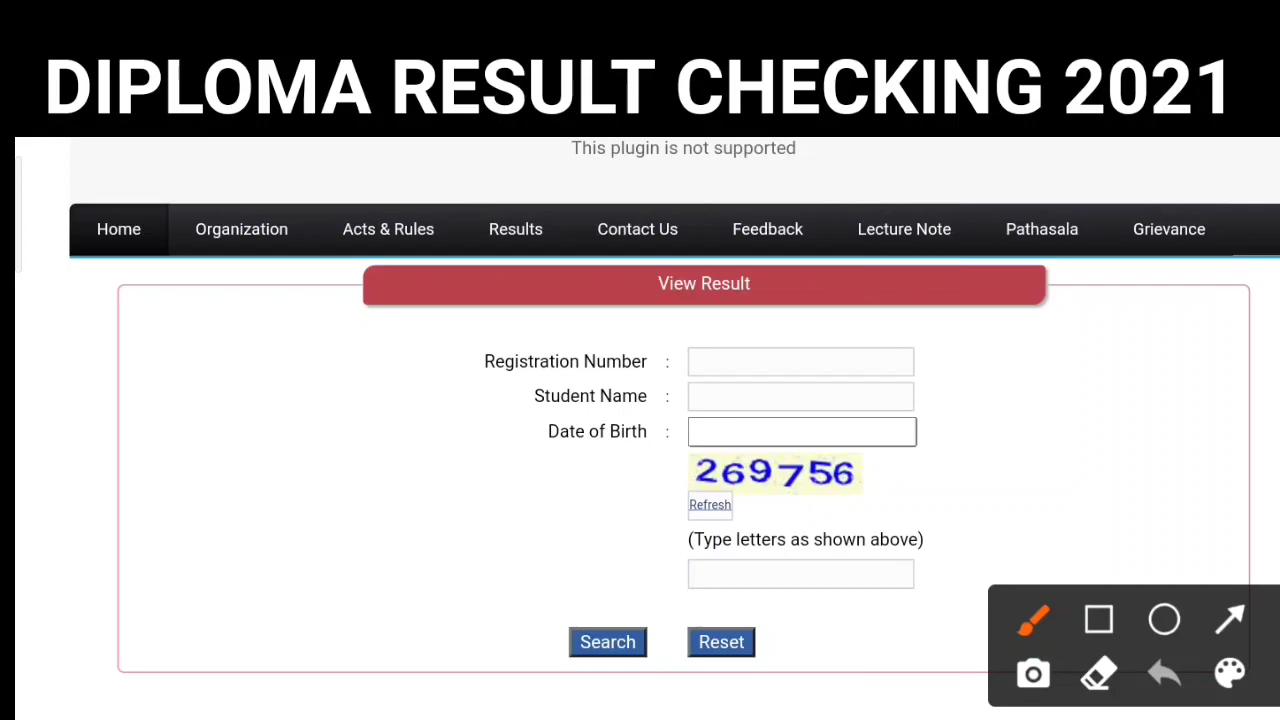 DIPLOMA RESULT CHECKING 2021
This plugin is not supported
Home Organization Acts & Rules Results Contact Us Feedback Lecture Note Pathasala Grievance
View Result
Registration Number :
Student Name :
Date of Birth :
269756
Refresh
(Type letters as shown above)
Search Reset